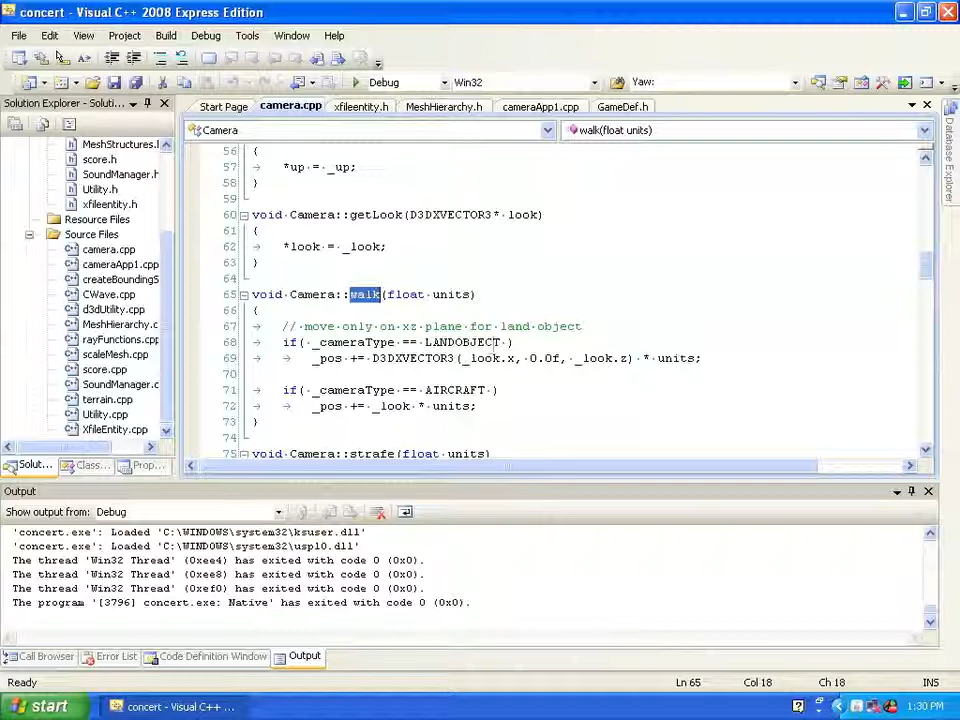 concert - Visual C++ 2008 Express Edition
File Edit View Project Build Debug Tools Window Help
Debug Win32 Yaw:
Solution Explorer - Soluti...
Start Page camera.cpp xfileentity.h MeshHierarchy.h cameraApp1.cpp GameDef.h
Camera walk(float units)
MeshStructures.l
score.h
SoundManager.h
Utility.h
xfileentity.h
Resource Files
Source Files
camera.cpp
cameraApp1.cpp
createBoundingS
CWave.cpp
d3dUtility.cpp
MeshHierarchy.c
rayFunctions.cpp
scaleMesh.cpp
score.cpp
SoundManager.c
terrain.cpp
Utility.cpp
XfileEntity.cpp
Solut... Class... Prop...
56 {
57 *up = _up;
58 }
59
60 void Camera::getLook(D3DXVECTOR3* look)
61 {
62 *look = _look;
63 }
64
65 void Camera::walk(float units)
66 {
67 // move only on xz plane for land object
68 if( _cameraType == LANDOBJECT )
69 _pos += D3DXVECTOR3(_look.x, 0.0f, _look.z) * units;
70
71 if( _cameraType == AIRCRAFT )
72 _pos += _look * units;
73 }
74
75 void Camera::strafe(float units)
Database Explorer
Output
Show output from: Debug
'concert.exe': Loaded 'C:\WINDOWS\system32\ksuser.dll'
'concert.exe': Loaded 'C:\WINDOWS\system32\usp10.dll'
The thread 'Win32 Thread' (0xee4) has exited with code 0 (0x0).
The thread 'Win32 Thread' (0xee8) has exited with code 0 (0x0).
The thread 'Win32 Thread' (0xef0) has exited with code 0 (0x0).
The program '[3796] concert.exe: Native' has exited with code 0 (0x0).
Call Browser Error List Code Definition Window Output
Ready Ln 65 Col 18 Ch 18 INS
start concert - Visual C++ ... 1:30 PM